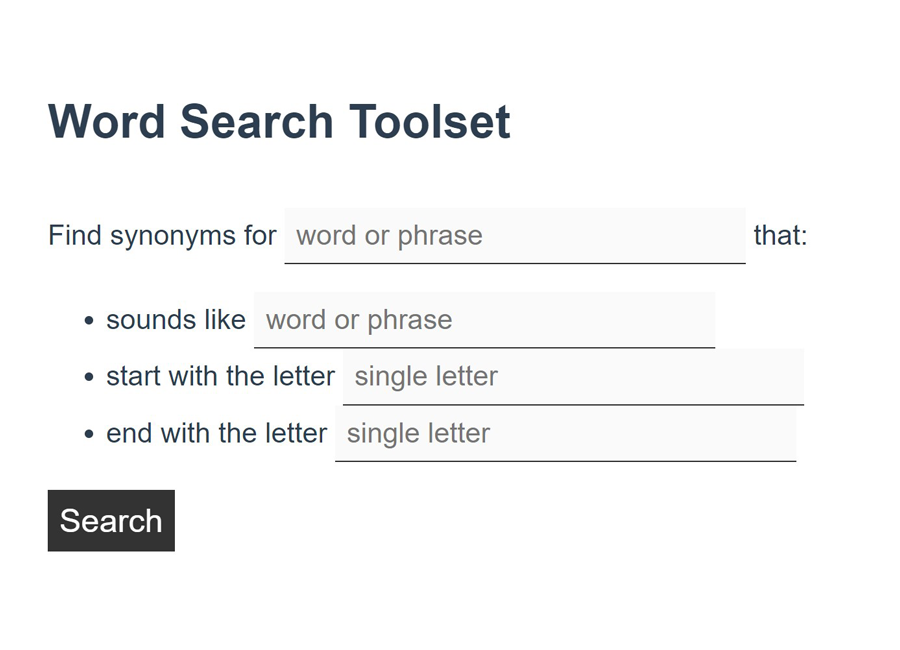 Word Search Toolset
Find synonyms for word or phrase that:
• sounds like word or phrase
• start with the letter single letter
• end with the letter single letter
Search